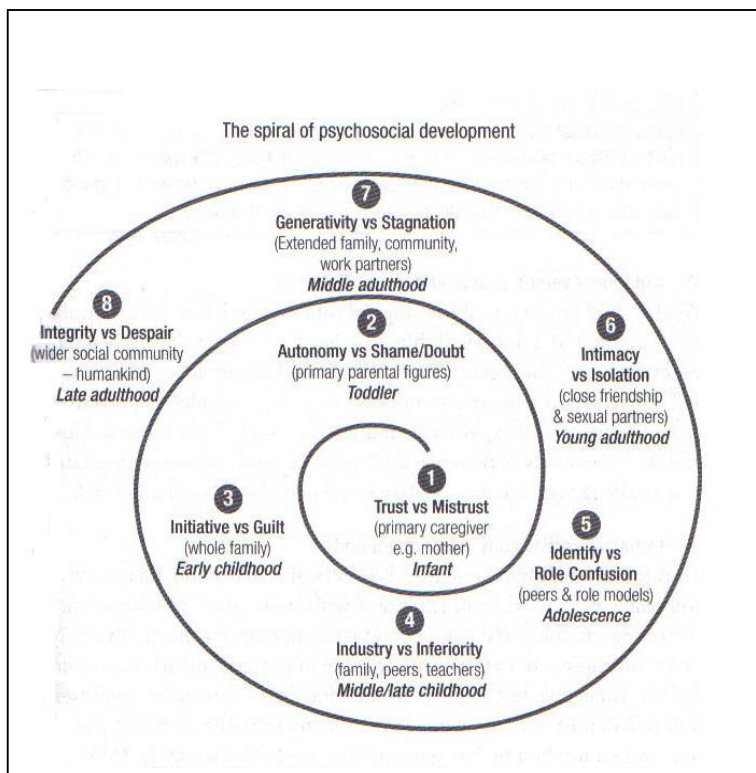 The spiral of psychosocial development
7
Generativity vs Stagnation
(Extended family, community,
work partners)
Middle adulthood
8
Integrity vs Despair
(wider social community
– humankind)
Late adulthood
2
Autonomy vs Shame/Doubt
(primary parental figures)
Toddler
6
Intimacy
vs Isolation
(close friendship
& sexual partners)
Young adulthood
1
Trust vs Mistrust
(primary caregiver
e.g. mother)
Infant
3
Initiative vs Guilt
(whole family)
Early childhood
5
Identify vs
Role Confusion
(peers & role models)
Adolescence
4
Industry vs Inferiority
(family, peers, teachers)
Middle/late childhood